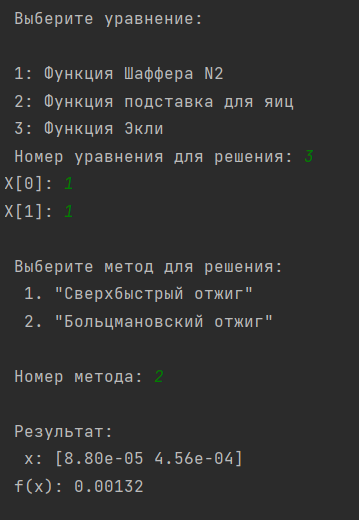 Выберите уравнение:
1: Функция Шаффера N2
2: Функция подставка для яиц
3: Функция Экли
Номер уравнения для решения: 3
X[0]: 1
X[1]: 1
Выберите метод для решения:
1. "Сверхбыстрый отжиг"
2. "Больцмановский отжиг"
Номер метода: 2
Результат:
x: [8.80e-05 4.56e-04]
f(x): 0.00132